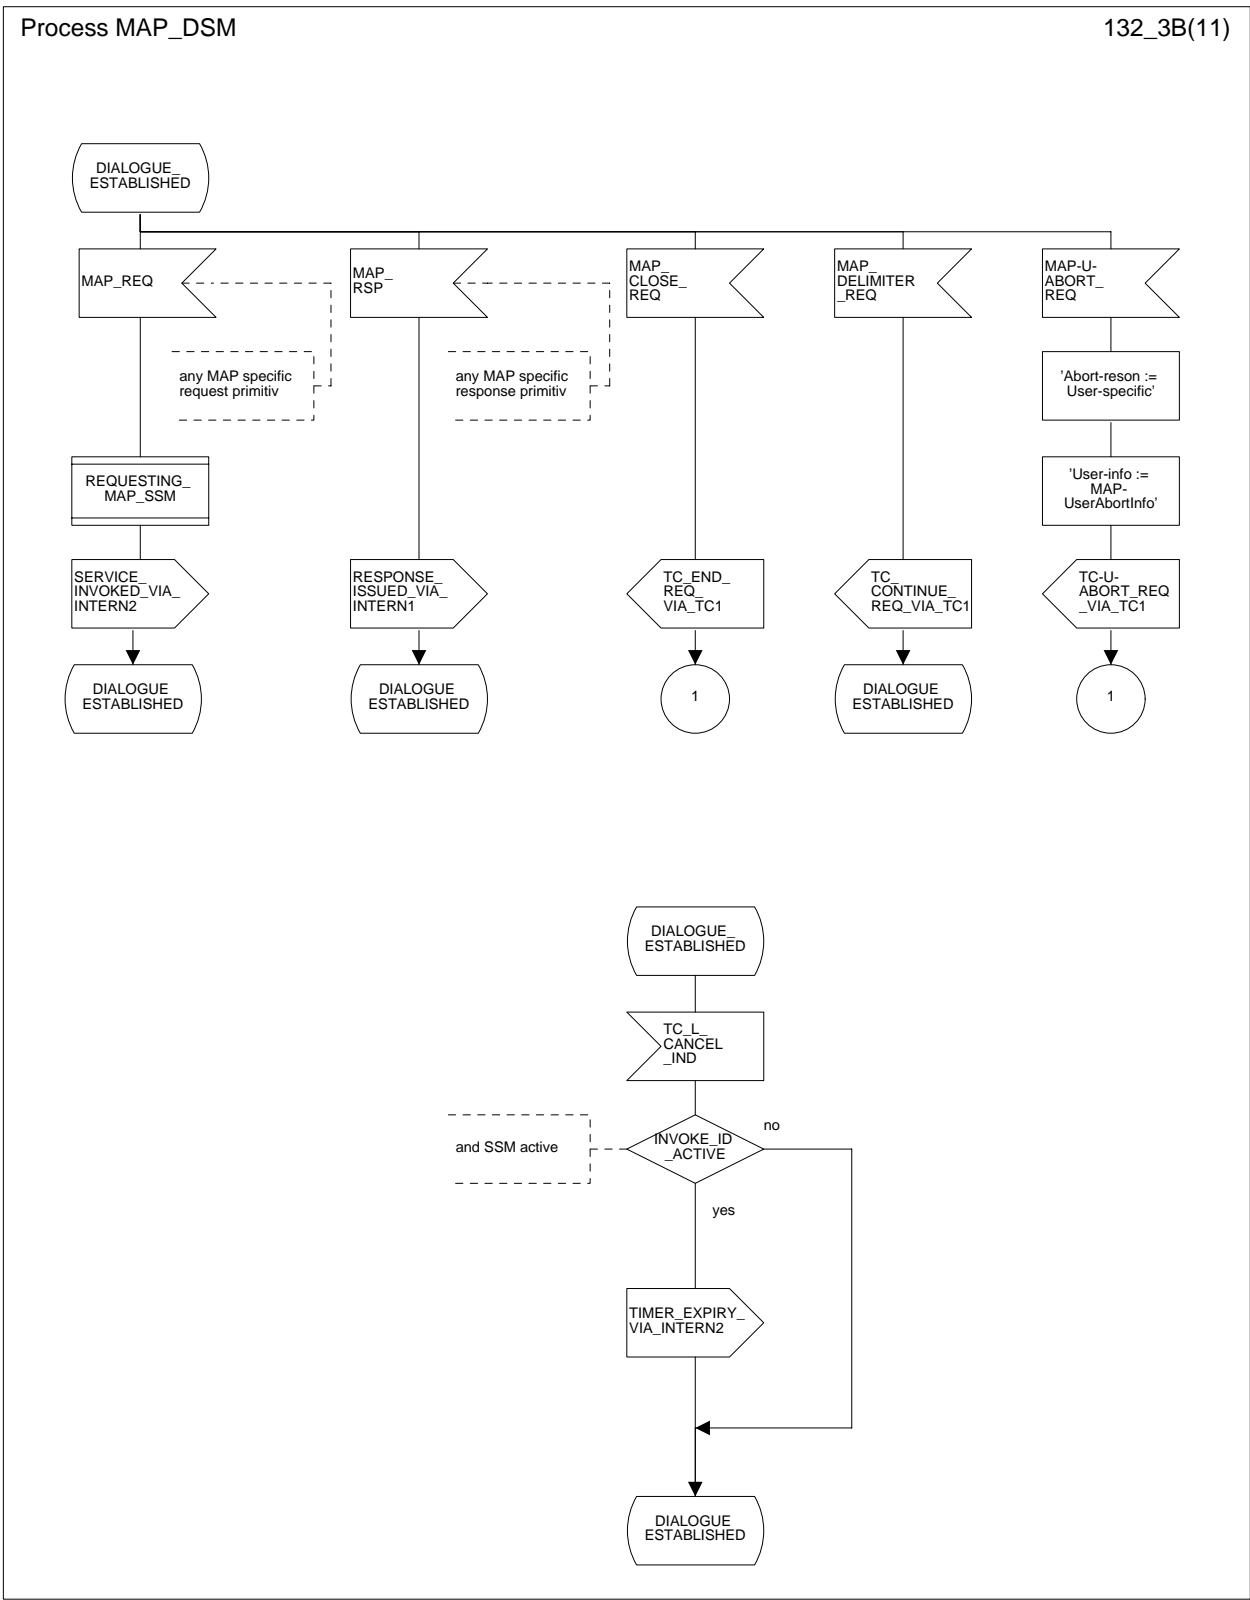 Process MAP_DSM
132_3B(11)
DIALOGUE_
ESTABLISHED
MAP_REQ
MAP_
RSP
MAP_
CLOSE_
REQ
MAP_
DELIMITER
_REQ
MAP-U-
ABORT_
REQ
any MAP specific
request primitiv
any MAP specific
response primitiv
'Abort-reson :=
User-specific'
REQUESTING_
MAP_SSM
'User-info :=
MAP-
UserAbortInfo'
SERVICE_
INVOKED_VIA_
INTERN2
RESPONSE_
ISSUED_VIA_
INTERN1
TC_END_
REQ_
VIA_TC1
TC_
CONTINUE_
REQ_VIA_TC1
TC-U-
ABORT_REQ
_VIA_TC1
DIALOGUE
ESTABLISHED
DIALOGUE
ESTABLISHED
1
DIALOGUE
ESTABLISHED
1
DIALOGUE_
ESTABLISHED
TC_L_
CANCEL
_IND
and SSM active
INVOKE_ID
_ACTIVE
no
yes
TIMER_EXPIRY_
VIA_INTERN2
DIALOGUE
ESTABLISHED